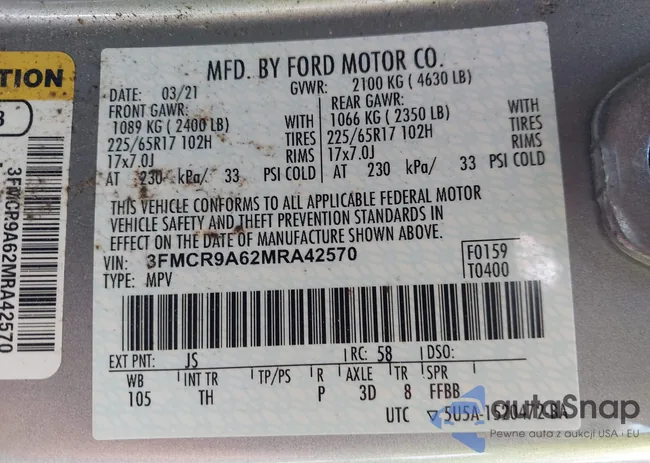 TION
3
3FMCR9A62MRA42570
MFD. BY FORD MOTOR CO.
DATE: 03/21 GVWR: 2100 KG ( 4630 LB)
FRONT GAWR: REAR GAWR:
1089 KG ( 2400 LB) WITH 1066 KG ( 2350 LB) WITH
225/65R17 102H TIRES 225/65R17 102H TIRES
17x7.0J RIMS 17x7.0J RIMS
AT 230 kPa/ 33 PSI COLD AT 230 kPa/ 33 PSI COLD
THIS VEHICLE CONFORMS TO ALL APPLICABLE FEDERAL MOTOR
VEHICLE SAFETY AND THEFT PREVENTION STANDARDS IN
EFFECT ON THE DATE OF MANUFACTURE SHOWN ABOVE.
VIN: 3FMCR9A62MRA42570 F0159
TYPE: MPV T0400
EXT PNT: JS RC: 58 DSO:
WB INT TR TP/PS R AXLE TR SPR
105 TH P 3D 8 FFBB
UTC ▽ 5U5A-1520472-BA
autoSnap
Pewne auta z aukcji USA i EU